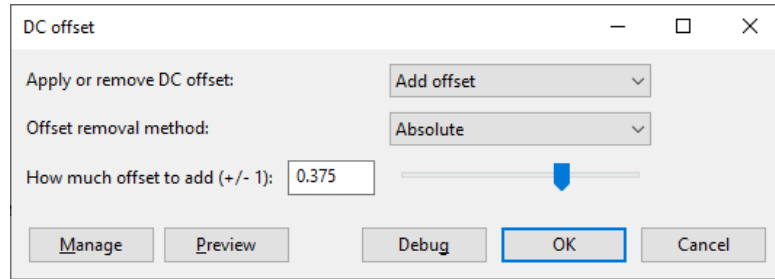 DC offset
Apply or remove DC offset: Add offset
Offset removal method: Absolute
How much offset to add (+/- 1): 0.375
Manage Preview Debug OK Cancel